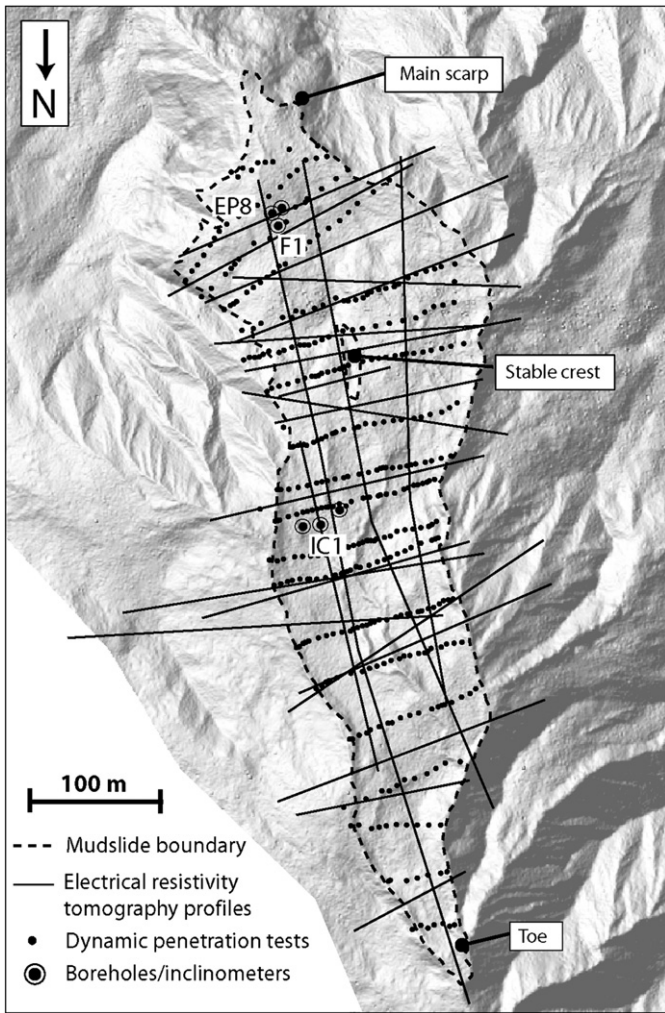 N
Main scarp
EP8
F1
Stable crest
IC1
100 m
Mudslide boundary
Electrical resistivity
tomography profiles
Dynamic penetration tests
Boreholes/inclinometers
Toe